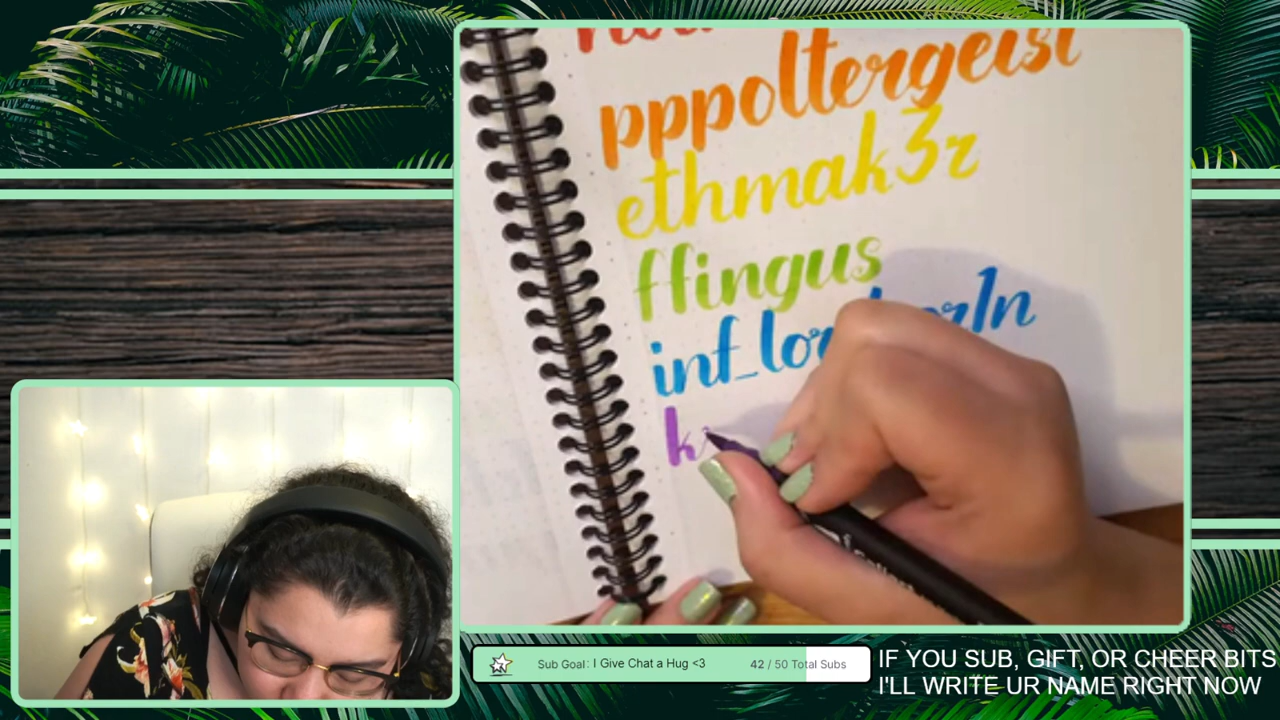 pppoltergeist
ethmak3r
ffingus
k
Sub Goal: I Give Chat a Hug <3
42 / 50 Total Subs
IF YOU SUB, GIFT, OR CHEER BITS
I'LL WRITE UR NAME RIGHT NOW